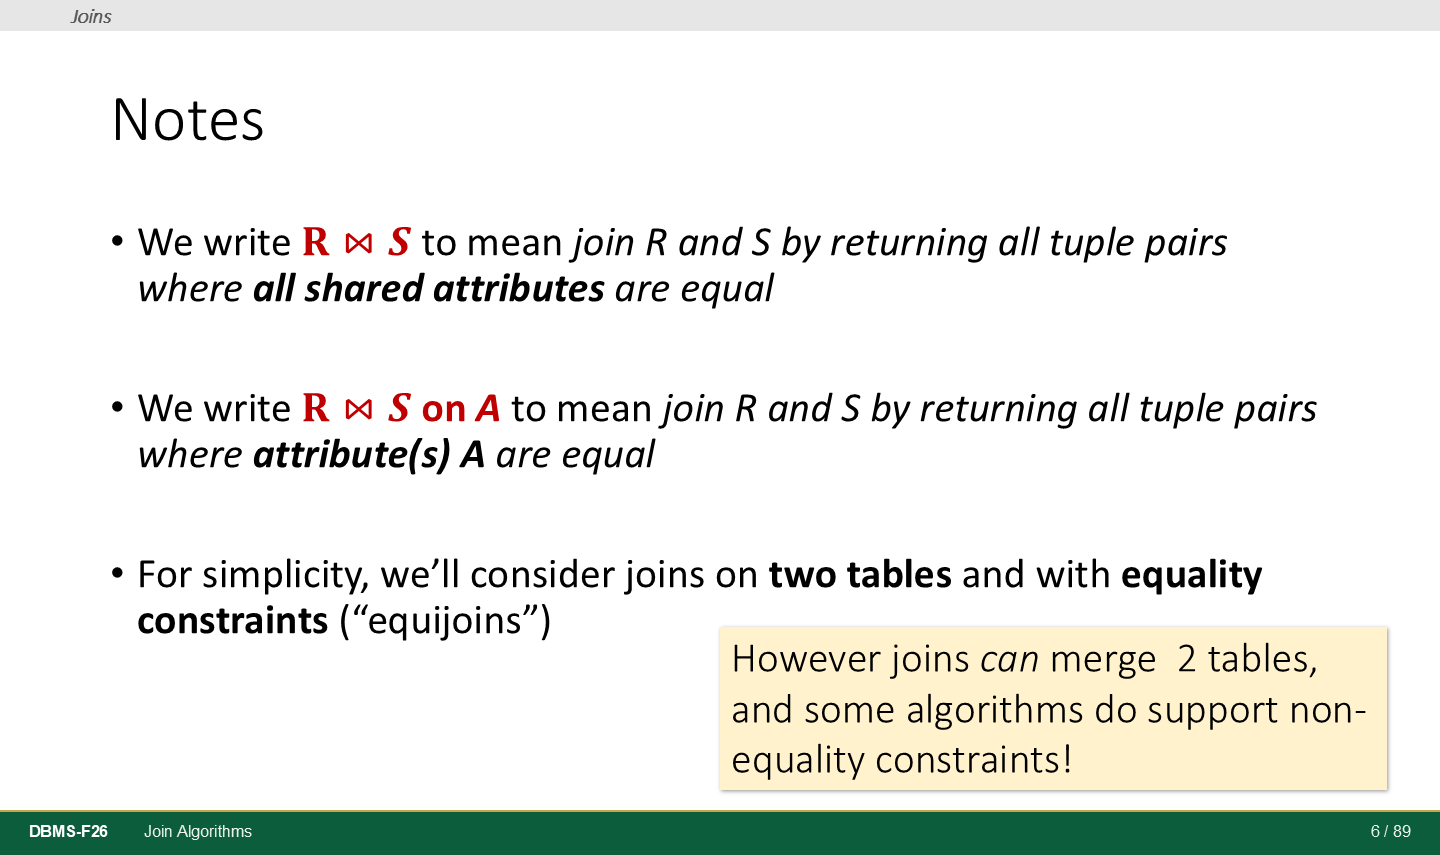 Joins
Notes
• We write R ⋈ S to mean join R and S by returning all tuple pairs
where all shared attributes are equal
• We write R ⋈ S on A to mean join R and S by returning all tuple pairs
where attribute(s) A are equal
• For simplicity, we’ll consider joins on two tables and with equality
constraints (“equijoins”)
However joins can merge  2 tables,
and some algorithms do support non-
equality constraints!
DBMS-F26 Join Algorithms 6 / 89